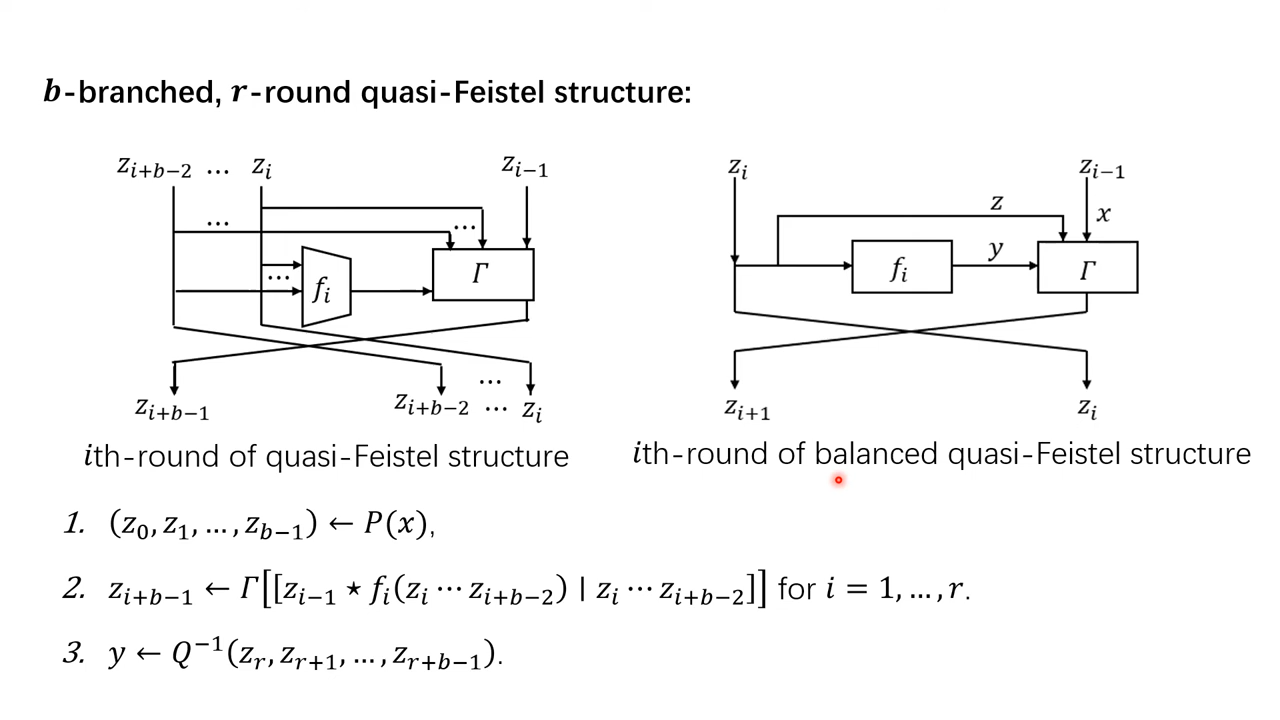 b-branched, r-round quasi-Feistel structure:
z_{i+b−2} ... z_i z_{i−1}
... ...
... f_i Γ
...
z_{i+b−1} z_{i+b−2} ... z_i
ith-round of quasi-Feistel structure
z_i z_{i−1}
z x
y
f_i Γ
z_{i+1} z_i
ith-round of balanced quasi-Feistel structure
1. (z_0, z_1, ..., z_{b−1}) ← P(x),
2. z_{i+b−1} ← Γ[[z_{i−1} ⋆ f_i(z_i ⋯ z_{i+b−2}) | z_i ⋯ z_{i+b−2}]] for i = 1, ..., r.
3. y ← Q^{−1}(z_r, z_{r+1}, ..., z_{r+b−1}).